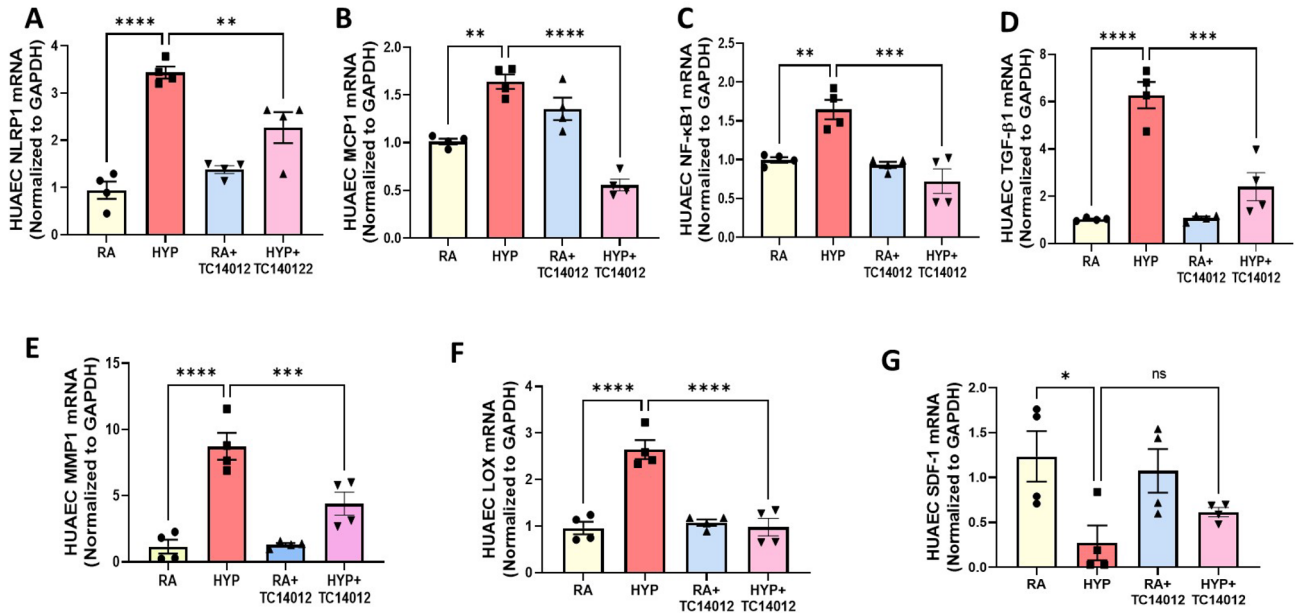 A
**** **
HUAEC NLRP1 mRNA
(Normalized to GAPDH)
4
3
2
1
0
RA HYP RA+ HYP+
TC14012 TC140122
B
** ****
HUAEC MCP1 mRNA
(Normalized to GAPDH)
2.0
1.5
1.0
0.5
0.0
RA HYP RA+ HYP+
TC14012 TC14012
C
** ***
HUAEC NF-κB1 mRNA
(Normalized to GAPDH)
2.5
2.0
1.5
1.0
0.5
0.0
RA HYP RA+ HYP+
TC14012 TC14012
D
**** ***
HUAEC TGF-β1 mRNA
(Normalized to GAPDH)
8
6
4
2
0
RA HYP RA+ HYP+
TC14012 TC14012
E
**** ***
HUAEC MMP1 mRNA
(Normalized to GAPDH)
15
10
5
0
RA HYP RA+ HYP+
TC14012 TC14012
F
**** ****
HUAEC LOX mRNA
(Normalized to GAPDH)
4
3
2
1
0
RA HYP RA+ HYP+
TC14012 TC14012
G
* ns
HUAEC SDF-1 mRNA
(Normalized to GAPDH)
2.0
1.5
1.0
0.5
0.0
RA HYP RA+ HYP+
TC14012 TC14012